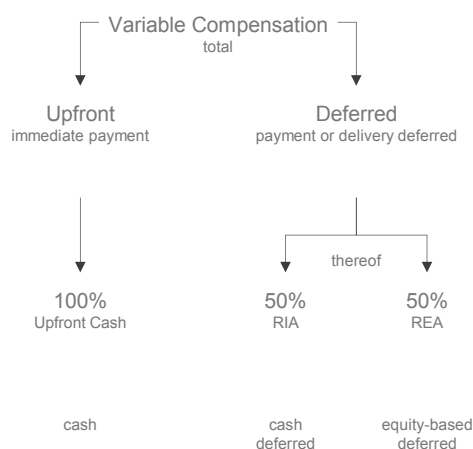 Variable Compensation
total
Upfront
immediate payment
Deferred
payment or delivery deferred
thereof
100%
Upfront Cash
50%
RIA
50%
REA
cash
cash
deferred
equity-based
deferred